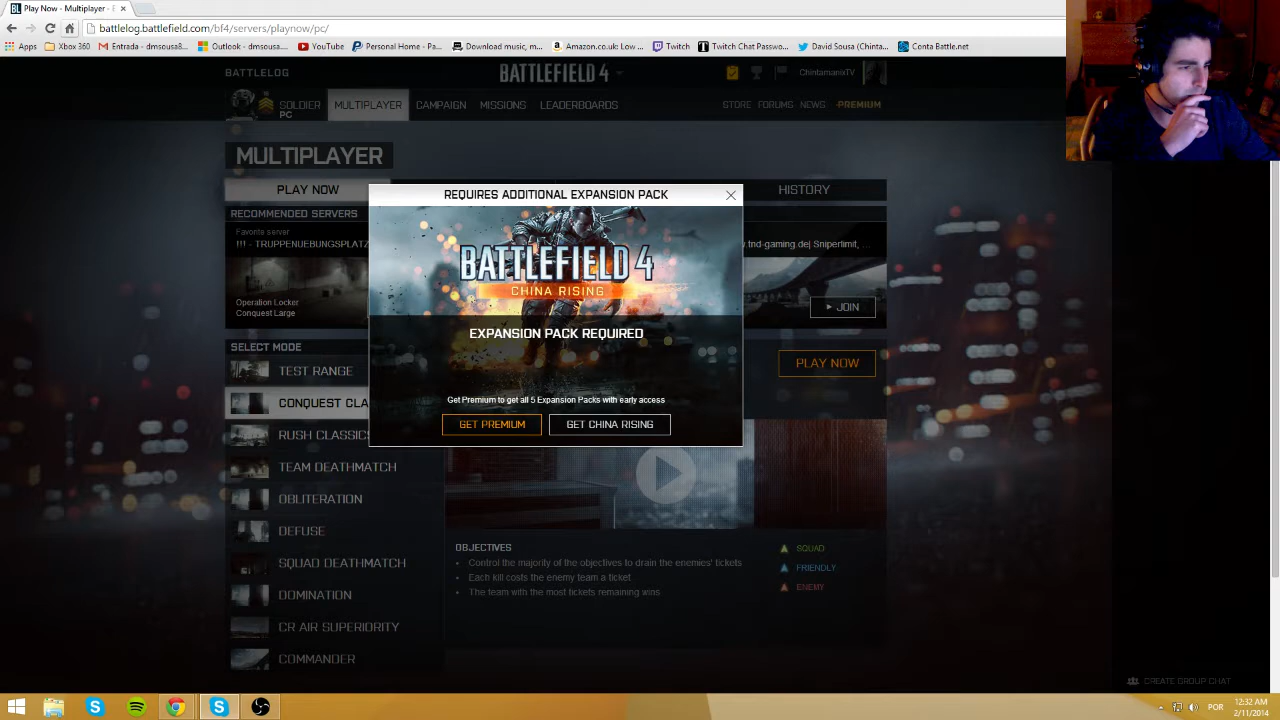 Play Now - Multiplayer - E
battlelog.battlefield.com/bf4/servers/playnow/pc/
Apps
Xbox 360
Entrada - dmsousa...
Outlook - dmsous...
YouTube
Personal Home - Pa...
Download music, m...
Amazon.co.uk: Low ...
Twitch
Twitch Chat Passwo...
David Sousa (Chinta...
Conta Battle.net
BATTLELOG
BATTLEFIELD 4
ChintamanixTV
SOLDIER
PC
MULTIPLAYER
CAMPAIGN
MISSIONS
LEADERBOARDS
STORE
FORUMS
NEWS
PREMIUM
MULTIPLAYER
PLAY NOW
HISTORY
REQUIRES ADDITIONAL EXPANSION PACK
RECOMMENDED SERVERS
Favorite server
!!! - TRUPPENUEBUNGSPLATZ
.tnd-gaming.de| Sniperlimit, ...
Operation Locker
Conquest Large
JOIN
BATTLEFIELD 4
CHINA RISING
EXPANSION PACK REQUIRED
Get Premium to get all 5 Expansion Packs with early access
GET PREMIUM
GET CHINA RISING
PLAY NOW
SELECT MODE
TEST RANGE
CONQUEST CLA
RUSH CLASSIC
TEAM DEATHMATCH
OBLITERATION
DEFUSE
SQUAD DEATHMATCH
DOMINATION
CR AIR SUPERIORITY
COMMANDER
OBJECTIVES
• Control the majority of the objectives to drain the enemies' tickets
• Each kill costs the enemy team a ticket
• The team with the most tickets remaining wins
SQUAD
FRIENDLY
ENEMY
CREATE GROUP CHAT
POR
12:32 AM
2/11/2014